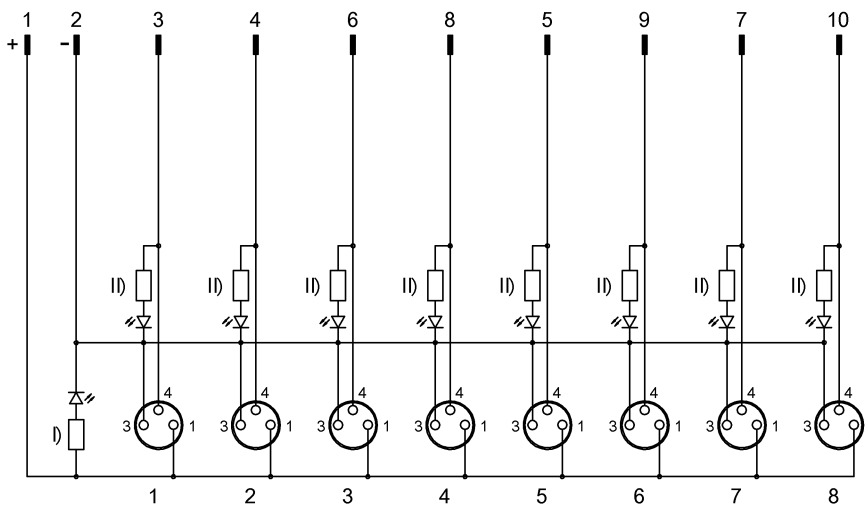 1 2 3 4 6 8 5 9 7 10
+ -
II) II) II) II) II) II) II) II)
4 4 4 4 4 4 4 4
I) 3 1 3 1 3 1 3 1 3 1 3 1 3 1 3 1
1 2 3 4 5 6 7 8